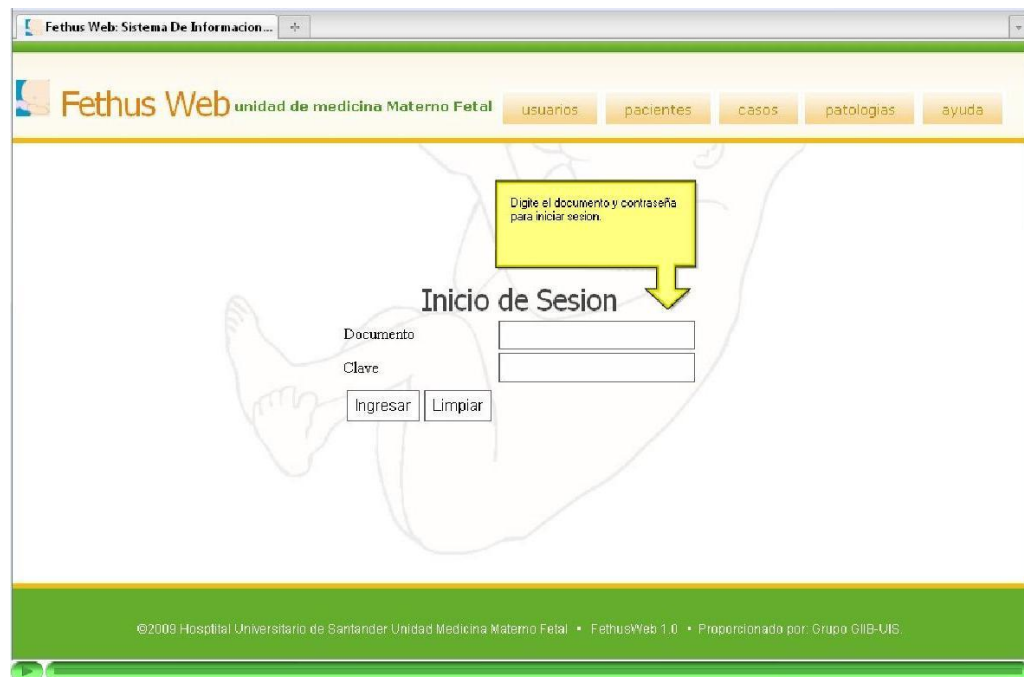 Fethus Web: Sistema De Informacion...
Fethus Web unidad de medicina Materno Fetal
usuarios pacientes casos patologias ayuda
Digite el documento y contraseña
para iniciar sesion.
Inicio de Sesion
Documento
Clave
Ingresar Limpiar
©2009 Hosptital Universitario de Santander Unidad Medicina Materno Fetal • FethusWeb 1.0 • Proporcionado por: Grupo GIIB-UIS.